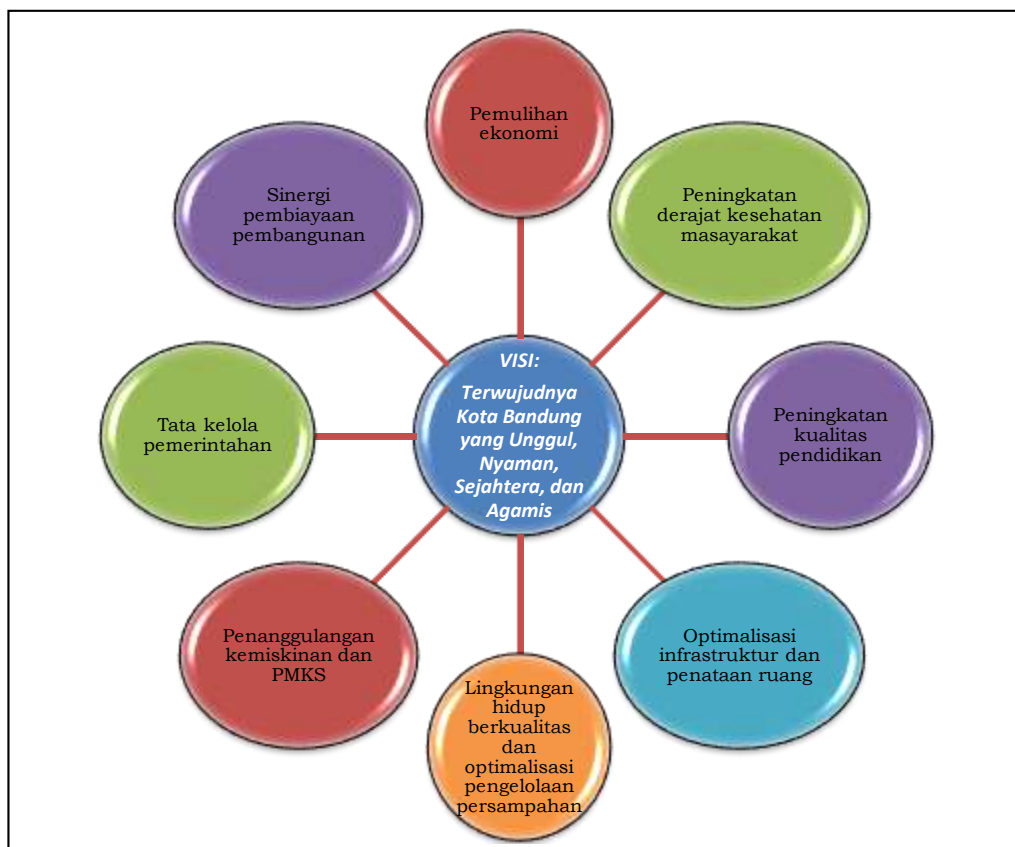 Pemulihan
ekonomi
Peningkatan
derajat kesehatan
masayarakat
Peningkatan
kualitas
pendidikan
Optimalisasi
infrastruktur dan
penataan ruang
Lingkungan
hidup
berkualitas
dan
optimalisasi
pengelolaan
persampahan
Penanggulangan
kemiskinan dan
PMKS
Tata kelola
pemerintahan
Sinergi
pembiayaan
pembangunan
VISI:
Terwujudnya
Kota Bandung
yang Unggul,
Nyaman,
Sejahtera, dan
Agamis